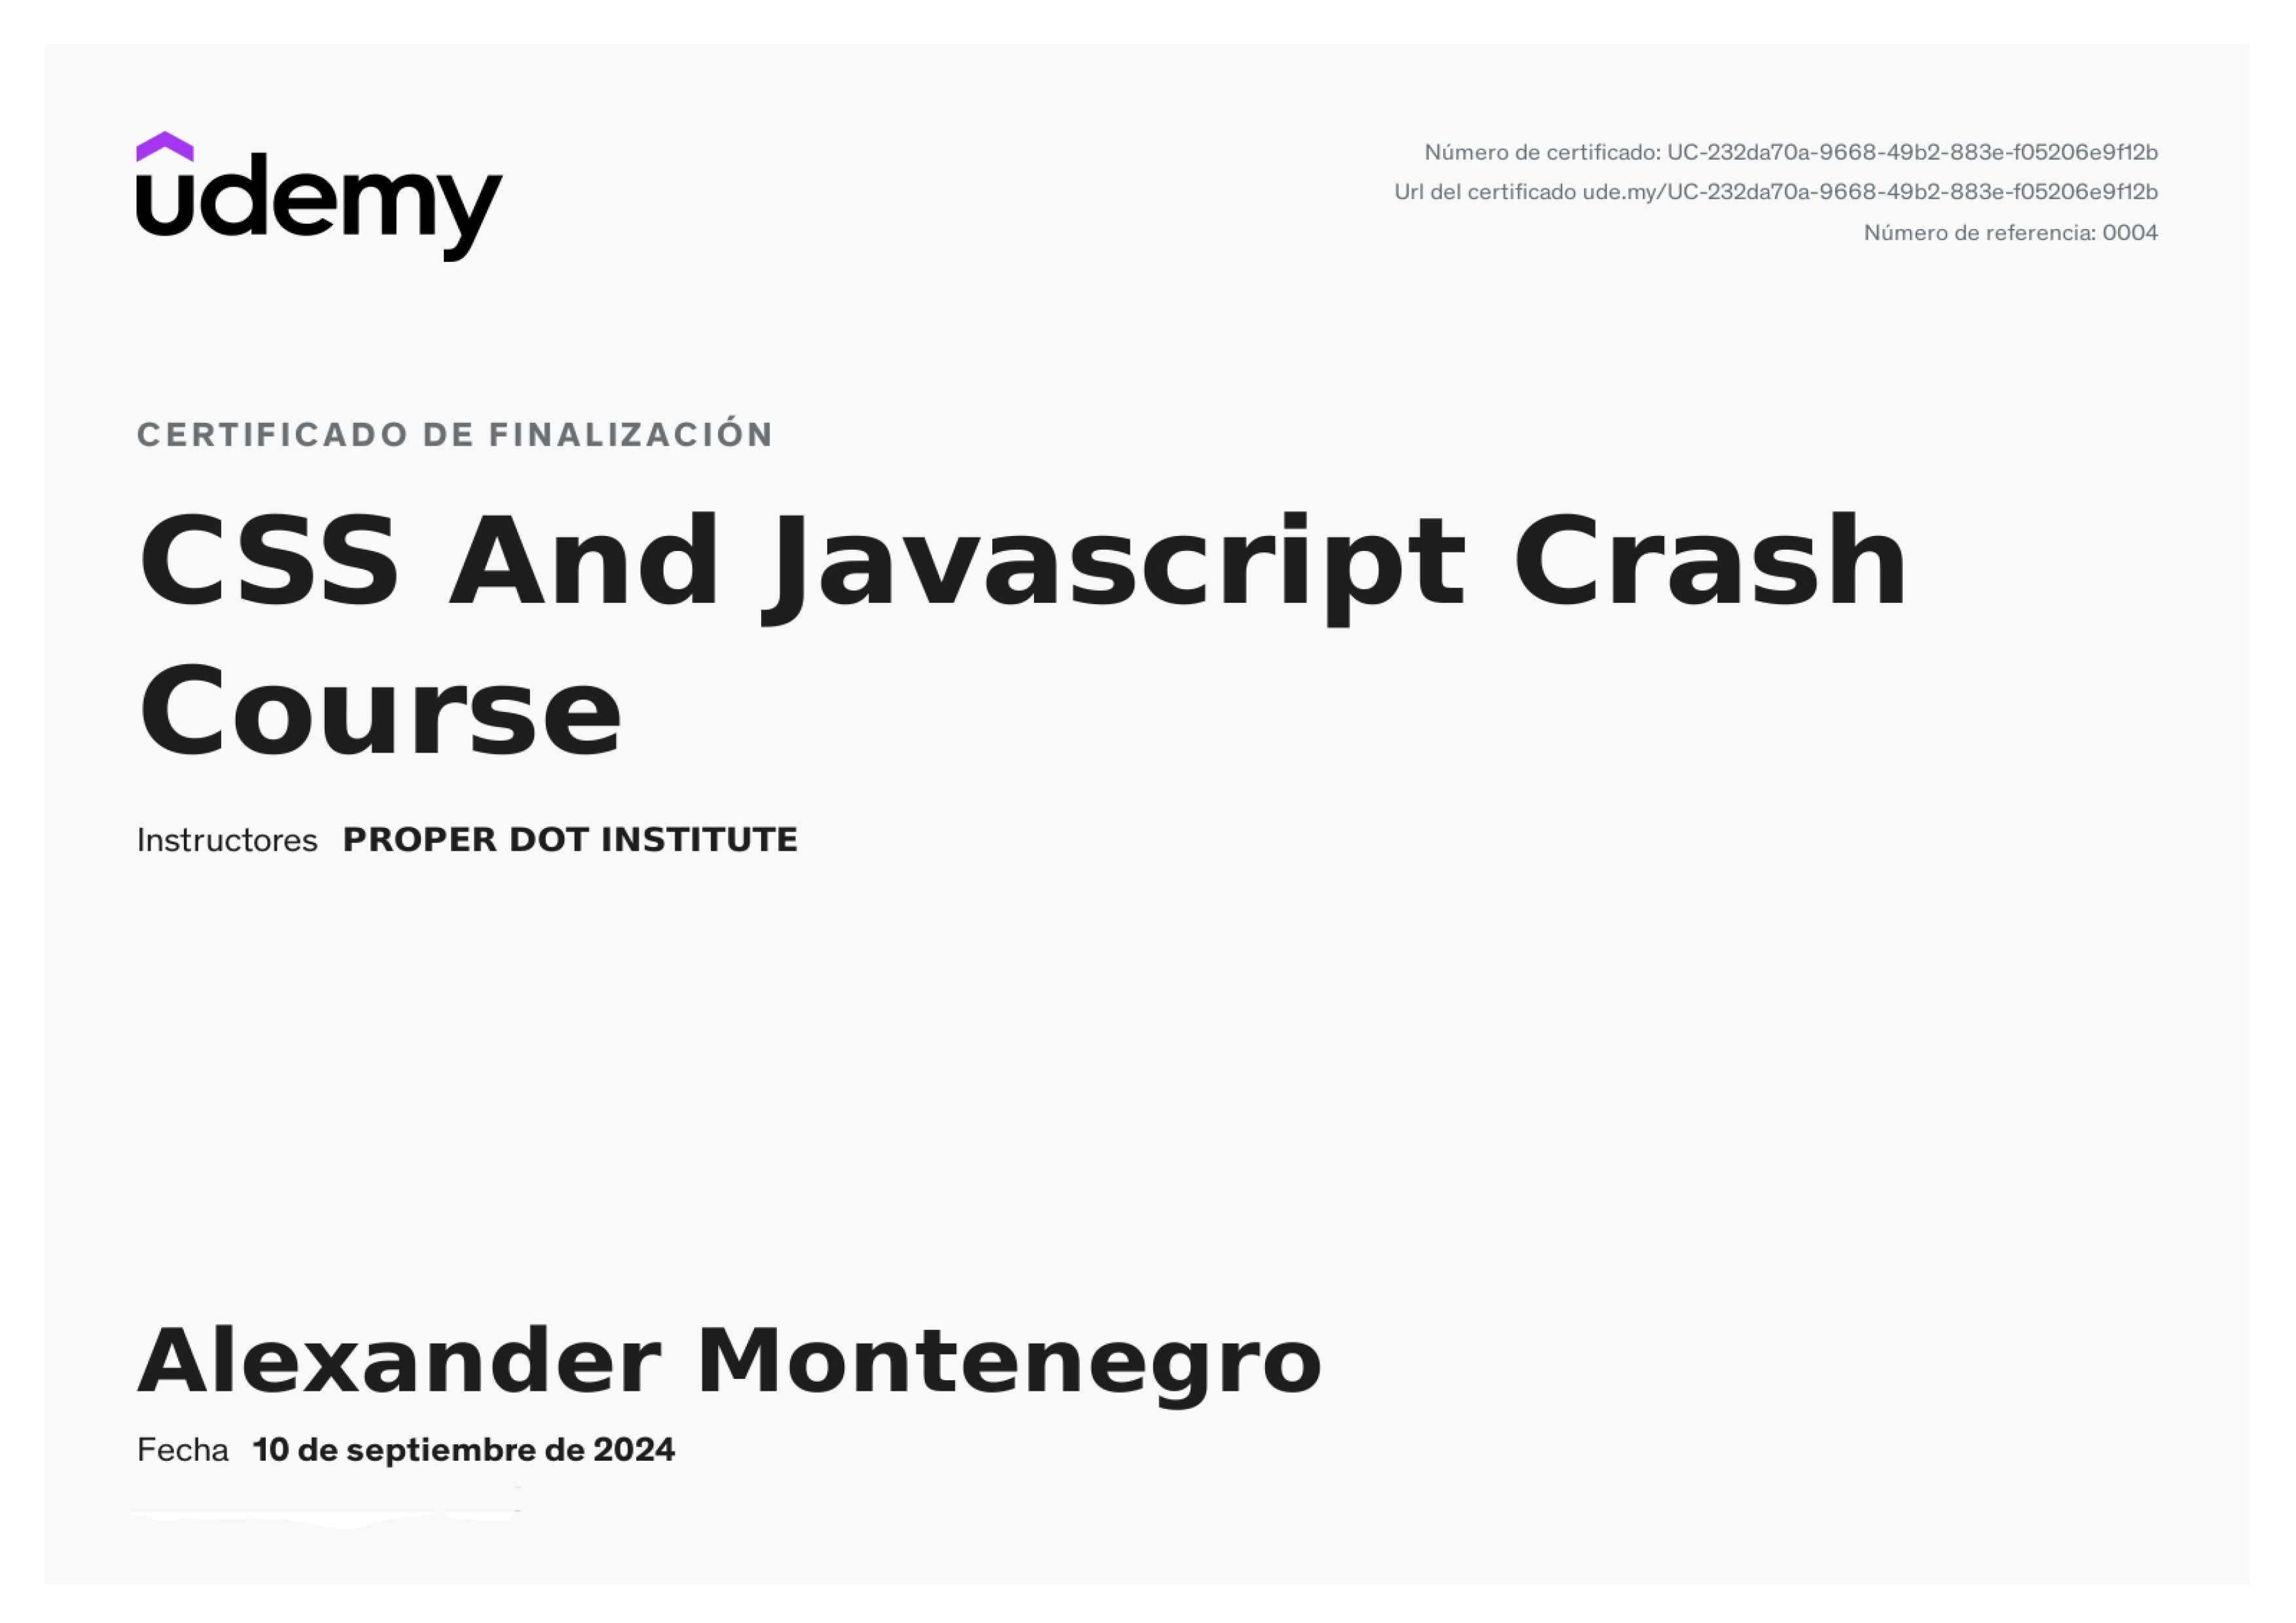 udemy
Número de certificado: UC-232da70a-9668-49b2-883e-f05206e9f12b
Url del certificado ude.my/UC-232da70a-9668-49b2-883e-f05206e9f12b
Número de referencia: 0004
CERTIFICADO DE FINALIZACIÓN
CSS And Javascript Crash
Course
Instructores PROPER DOT INSTITUTE
Alexander Montenegro
Fecha 10 de septiembre de 2024